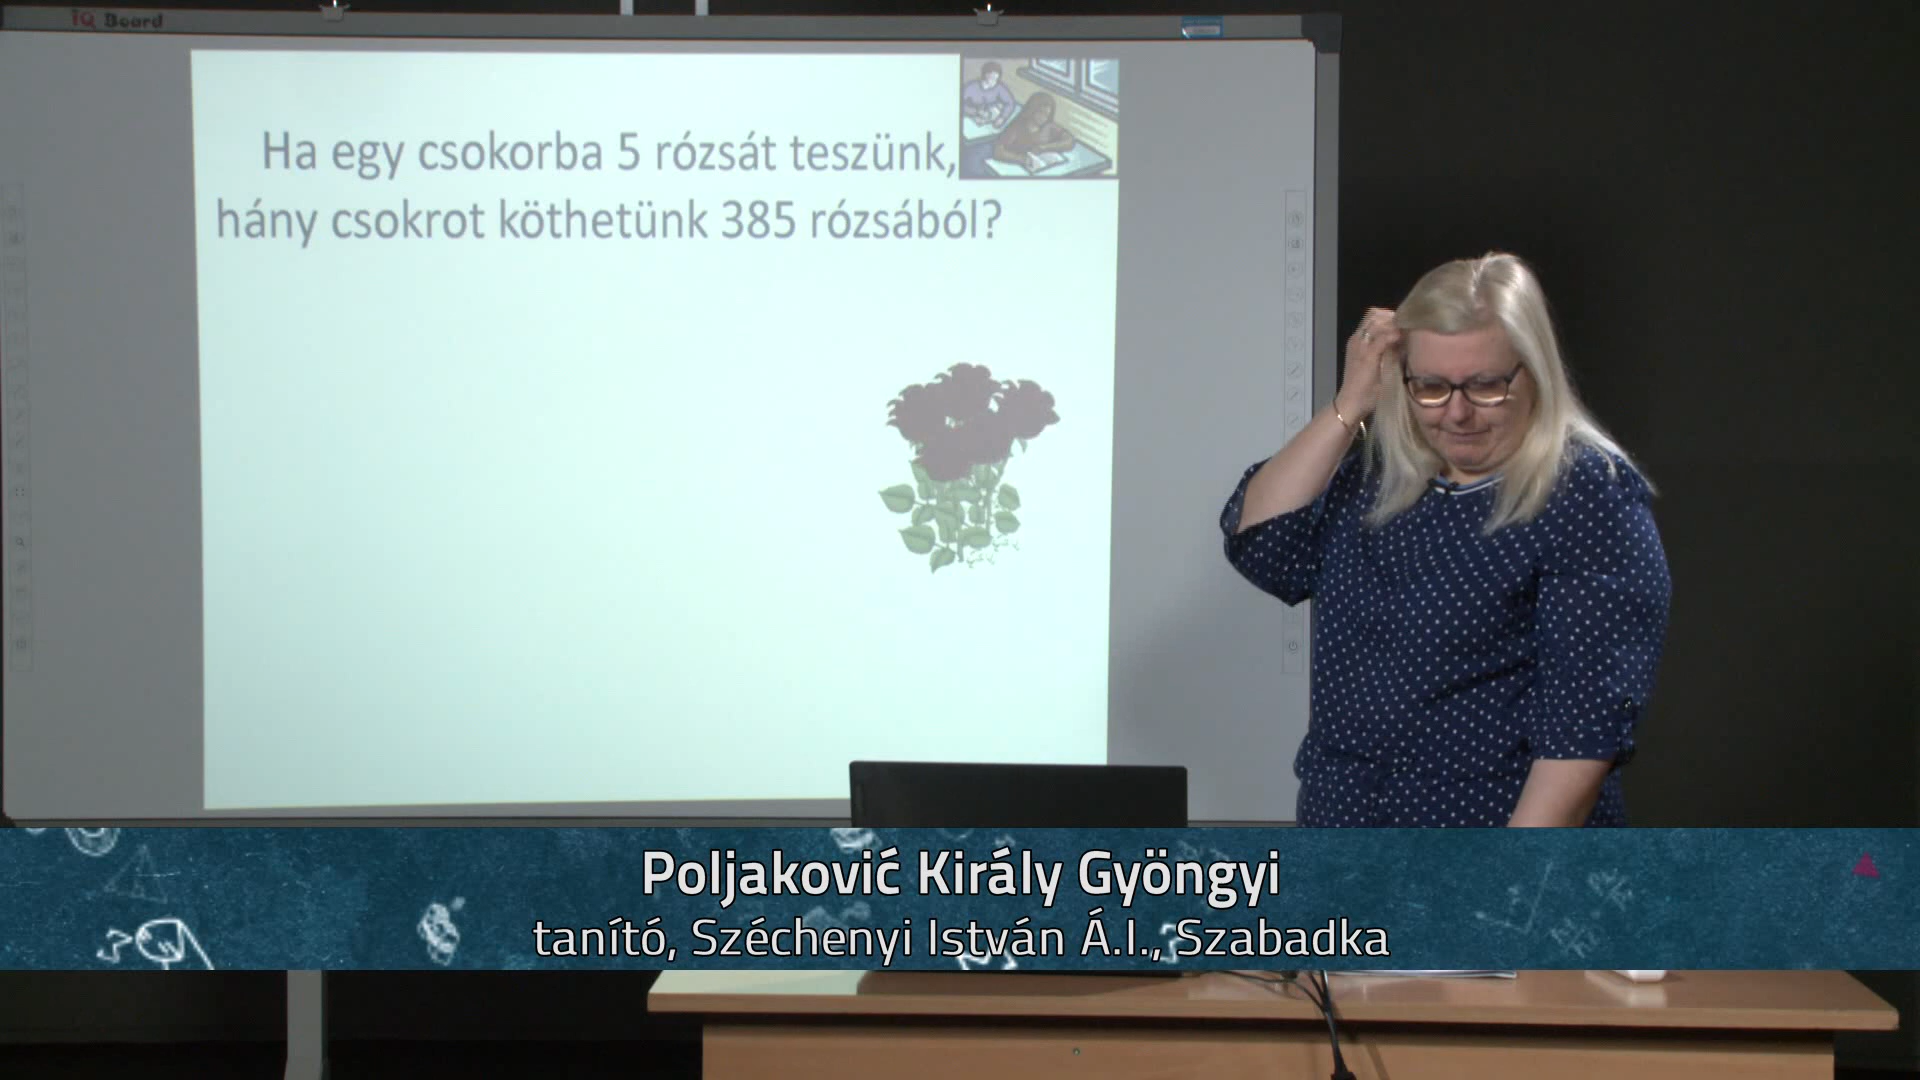 iQ Board
Ha egy csokorba 5 rózsát teszünk,
hány csokrot köthetünk 385 rózsából?
Poljaković Király Gyöngyi
tanító, Széchenyi István Á.I., Szabadka